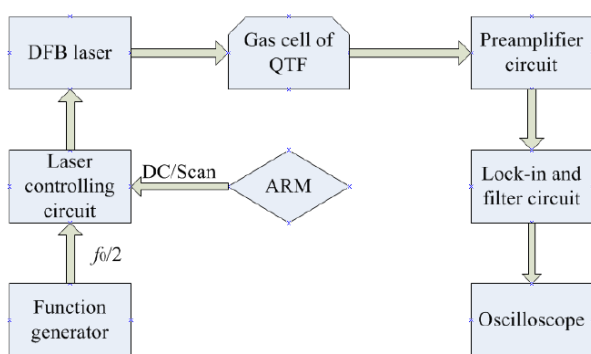 DFB laser
Gas cell of
QTF
Preamplifier
circuit
Laser
controlling
circuit
DC/Scan
ARM
Lock-in and
filter circuit
f0/2
Function
generator
Oscilloscope